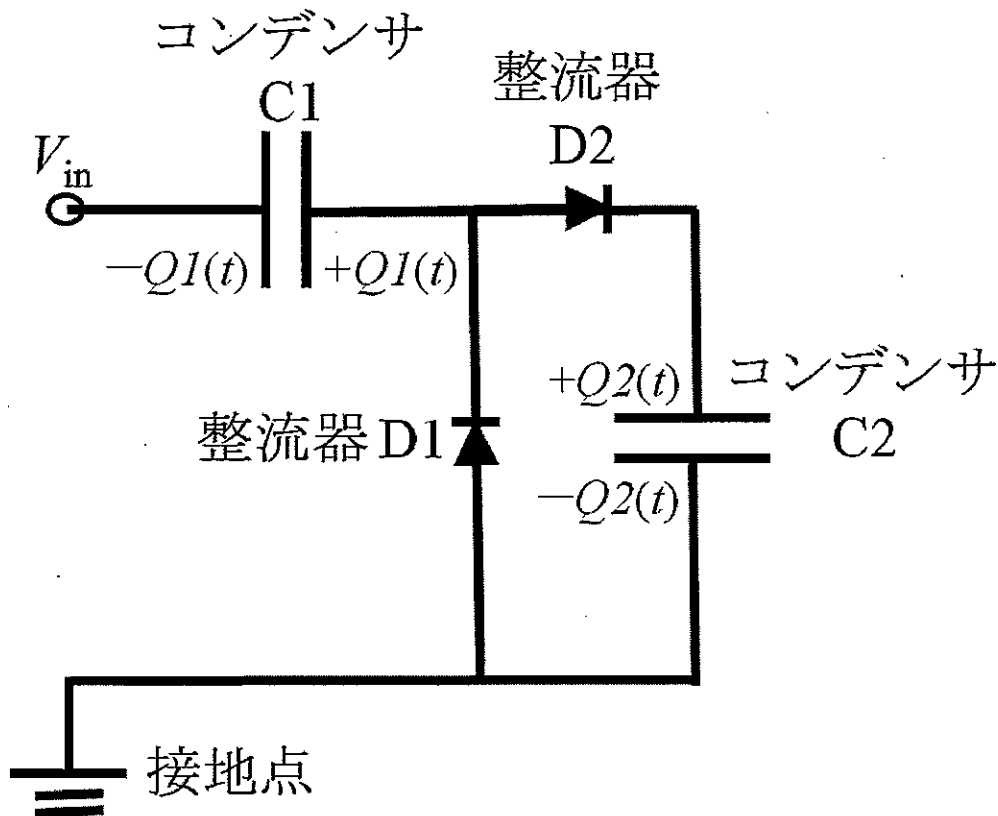 コンデンサ
C1
整流器
D2
V_in
−Q1(t)
+Q1(t)
整流器 D1
+Q2(t)
−Q2(t)
コンデンサ
C2
接地点